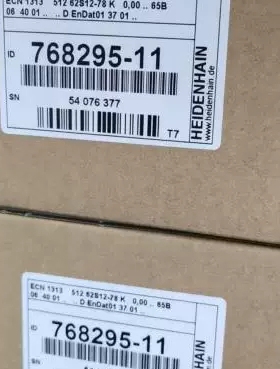 ECN 1313 512 62S12-78 K 0,00 .. 65B
06 40 01 ... .. D EnDat01 37 01 ..
ID 768295-11
SN 54 076 377
T7
HEIDENHAIN
www.heidenhain.de
ECN 1313 512 62S12-78 K 0,00 .. 65B
06 40 01 ... .. D EnDat01 37 01 ..
ID 768295-11
SN
HEIDENHAIN